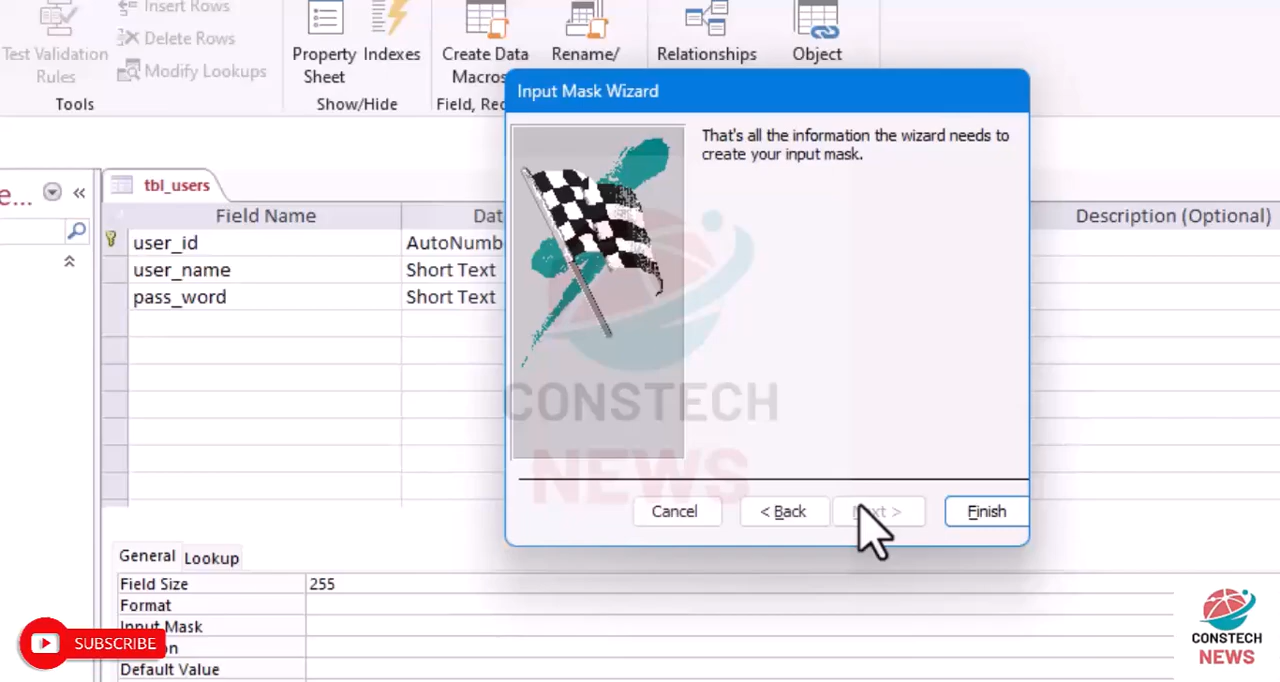 Insert Rows
Test Validation
Rules
Delete Rows
Modify Lookups
Tools
Property
Sheet
Indexes
Show/Hide
Create Data
Macros
Rename/
Field, Rec
Relationships
Object
Input Mask Wizard
That's all the information the wizard needs to
create your input mask.
e...
tbl_users
Field Name
Dat
Description (Optional)
user_id
AutoNumb
user_name
Short Text
pass_word
Short Text
CONSTECH
NEWS
Cancel
< Back
Finish
General
Lookup
Field Size
255
Format
Input Mask
Default Value
SUBSCRIBE
CONSTECH
NEWS